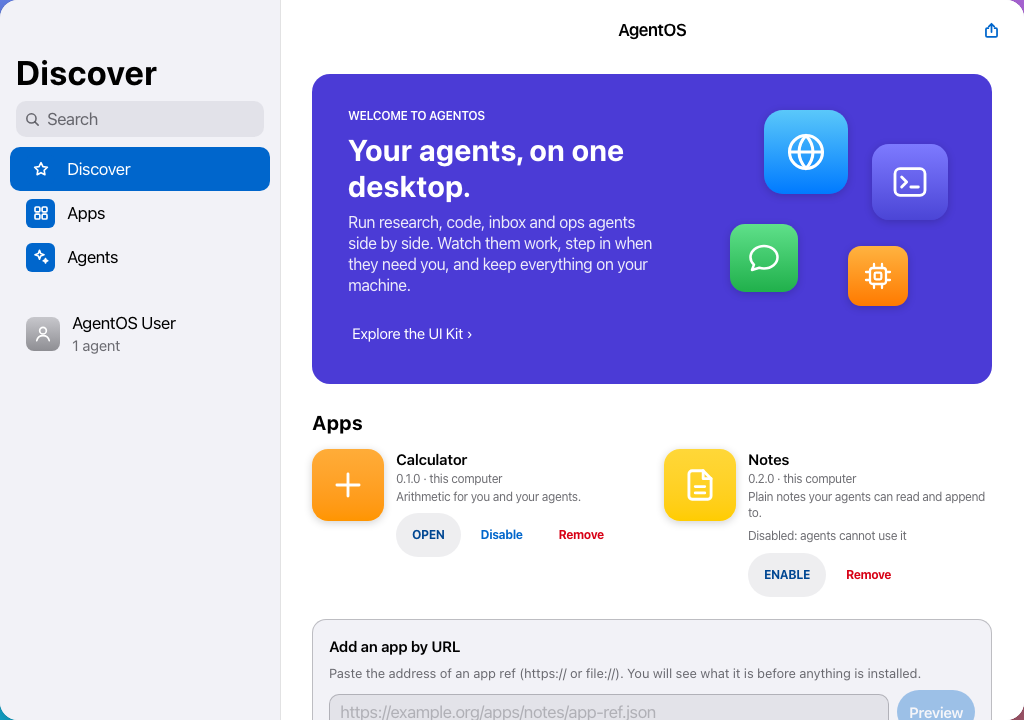 AgentOS
Discover
Search
Discover
Apps
Agents
AgentOS User
1 agent
WELCOME TO AGENTOS
Your agents, on one
desktop.
Run research, code, inbox and ops agents
side by side. Watch them work, step in when
they need you, and keep everything on your
machine.
Explore the UI Kit ›
Apps
Calculator
0.1.0 · this computer
Arithmetic for you and your agents.
OPEN Disable Remove
Notes
0.2.0 · this computer
Plain notes your agents can read and append
to.
Disabled: agents cannot use it
ENABLE Remove
Add an app by URL
Paste the address of an app ref (https:// or file://). You will see what it is before anything is installed.
https://example.org/apps/notes/app-ref.json Preview